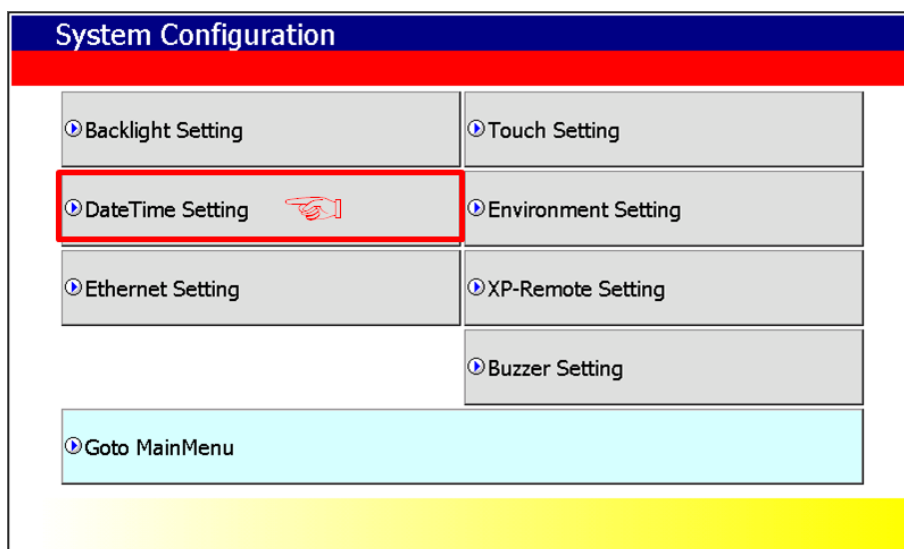 System Configuration
Backlight Setting
Touch Setting
DateTime Setting
Environment Setting
Ethernet Setting
XP-Remote Setting
Buzzer Setting
Goto MainMenu